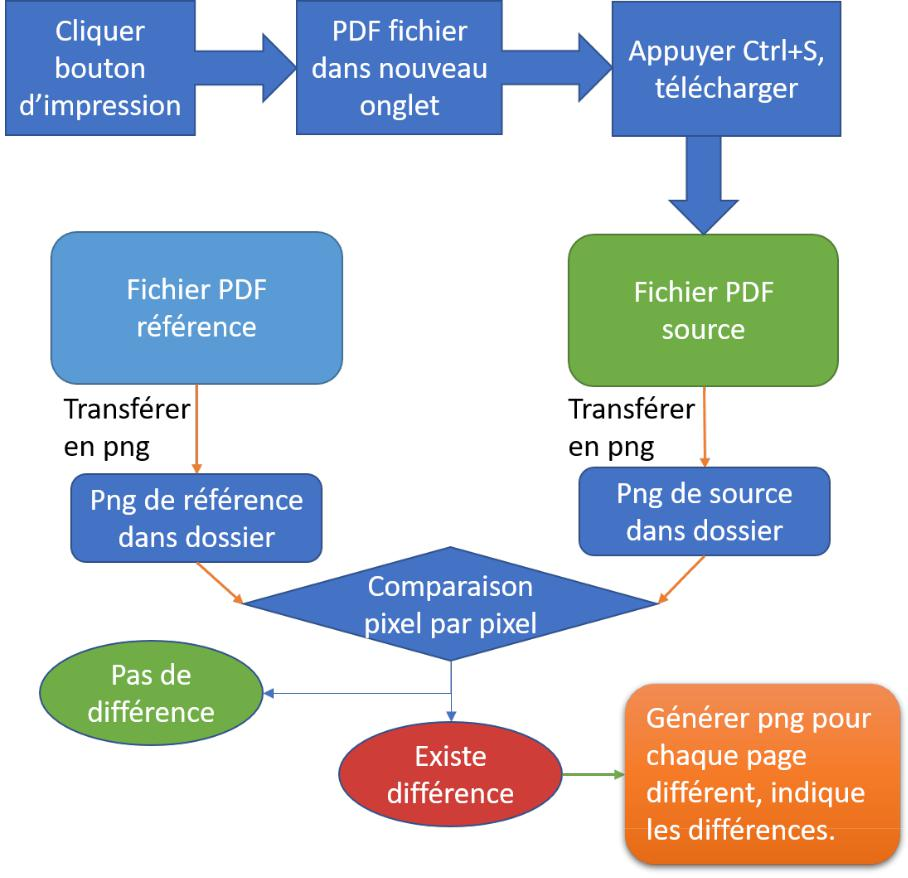 Cliquer
bouton
d’impression
PDF fichier
dans nouveau
onglet
Appuyer Ctrl+S,
télécharger
Fichier PDF
référence
Fichier PDF
source
Transférer
en png
Transférer
en png
Png de référence
dans dossier
Png de source
dans dossier
Comparaison
pixel par pixel
Pas de
différence
Existe
différence
Générer png pour
chaque page
différent, indique
les différences.